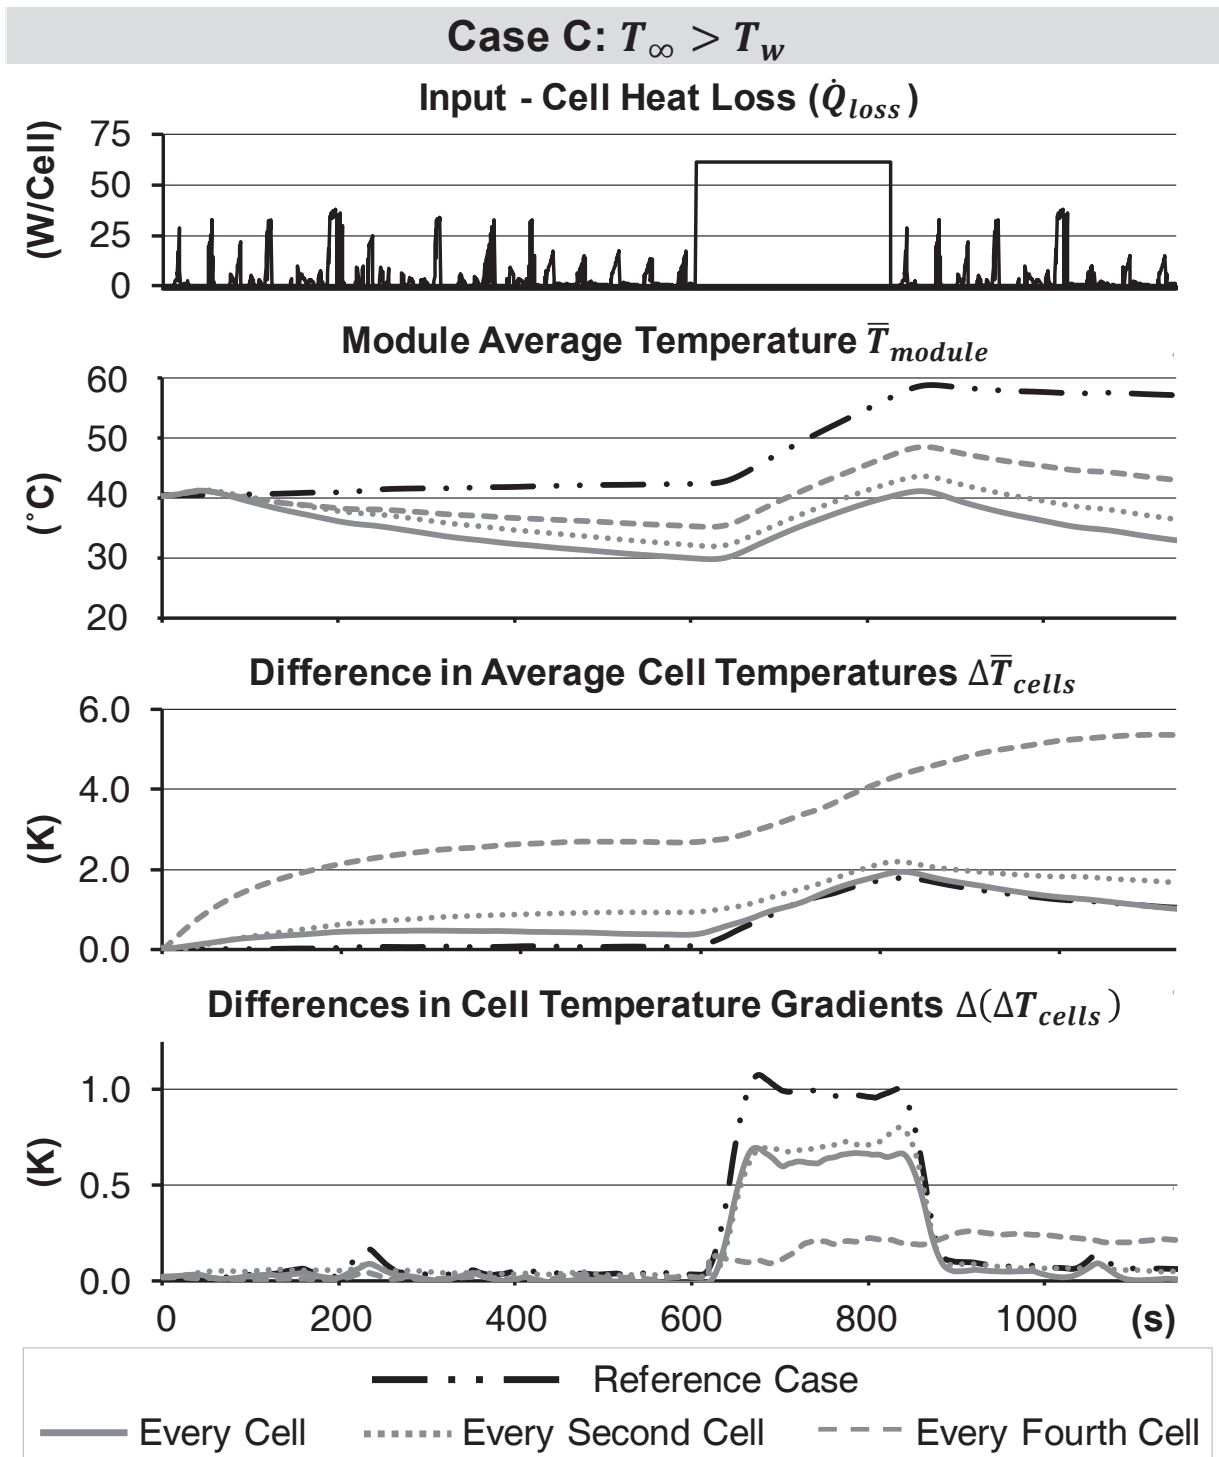 Case C: T∞ > Tw
Input - Cell Heat Loss (Q̇loss)
(W/Cell)
75
50
25
0
Module Average Temperature T̅module
(˚C)
60
50
40
30
20
Difference in Average Cell Temperatures ΔT̅cells
(K)
6.0
4.0
2.0
0.0
Differences in Cell Temperature Gradients Δ(ΔTcells)
(K)
1.0
0.5
0.0
0 200 400 600 800 1000 (s)
Reference Case
Every Cell Every Second Cell Every Fourth Cell